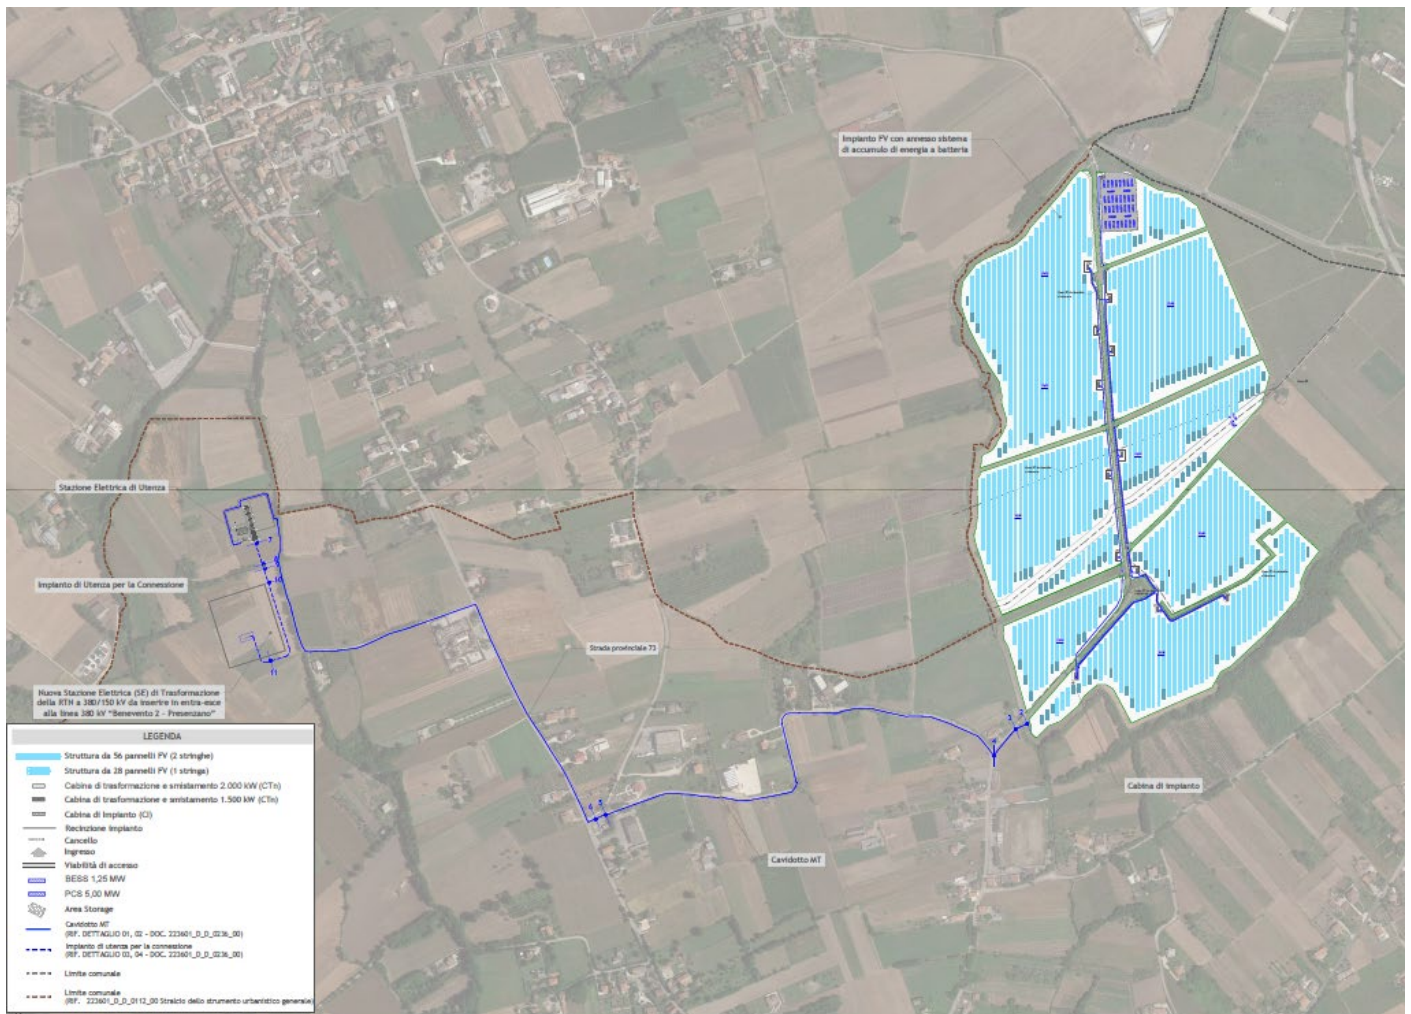 Impianto FV con annesso sistema
di accumulo di energia a batteria
Stazione Elettrica di Utenza
Impianto di Utenza per la Connessione
Strada provinciale 73
Nuova Stazione Elettrica (SE) di Trasformazione
della RTN a 380/150 kV da inserire in entra-esce
alla linea 380 kV "Benevento 2 - Presenzano"
Cabina di impianto
Cavidotto MT
LEGENDA
Struttura da 56 pannelli FV (2 stringhe)
Struttura da 28 pannelli FV (1 stringa)
Cabina di trasformazione e smistamento 2.000 kW (CTn)
Cabina di trasformazione e smistamento 1.500 kW (CTn)
Cabina di Impianto (CI)
Recinzione impianto
Cancello
Ingresso
Viabilità di accesso
BESS 1,25 MW
PCS 5,00 MW
Area Storage
Cavidotto MT
(RIF. DETTAGLIO 01, 02 - DOC. 223601_D_D_0236_00)
Impianto di utenza per la connessione
(RIF. DETTAGLIO 03, 04 - DOC. 223601_D_D_0236_00)
Limite comunale
Limite comunale
(RIF. 223601_D_D_0112_00 Stralcio dello strumento urbanistico generale)